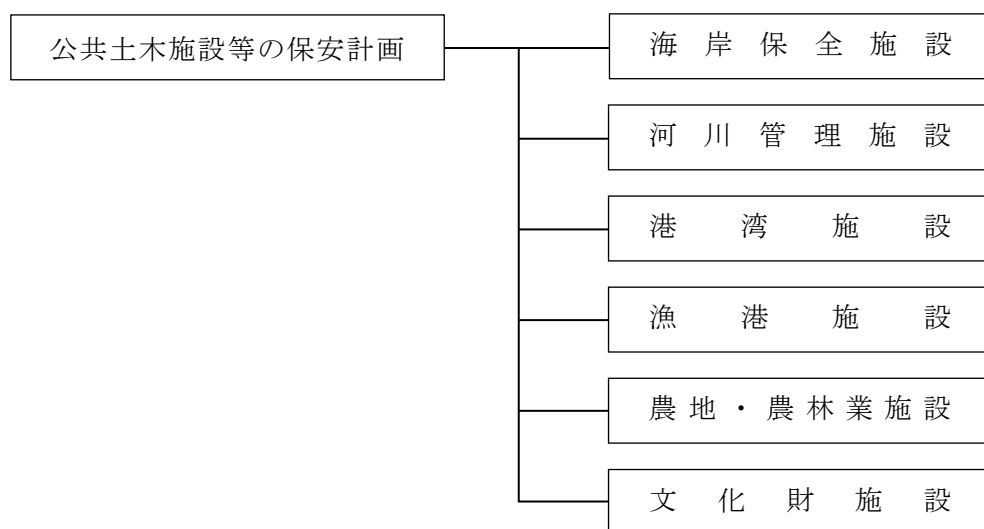 公共土木施設等の保安計画
海岸保全施設
河川管理施設
港湾施設
漁港施設
農地・農林業施設
文化財施設